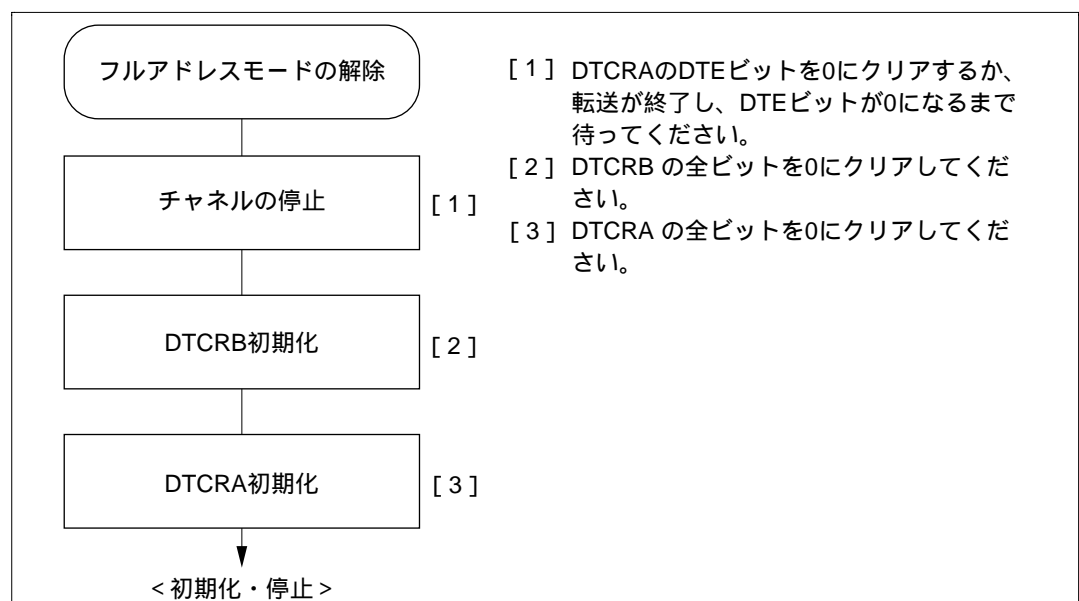 フルアドレスモードの解除
チャネルの停止
[1]
DTCRB初期化
[2]
DTCRA初期化
[3]
<初期化・停止>
[1] DTCRAのDTEビットを0にクリアするか、
転送が終了し、DTEビットが0になるまで
待ってください。
[2] DTCRB の全ビットを0にクリアしてくだ
さい。
[3] DTCRA の全ビットを0にクリアしてくだ
さい。